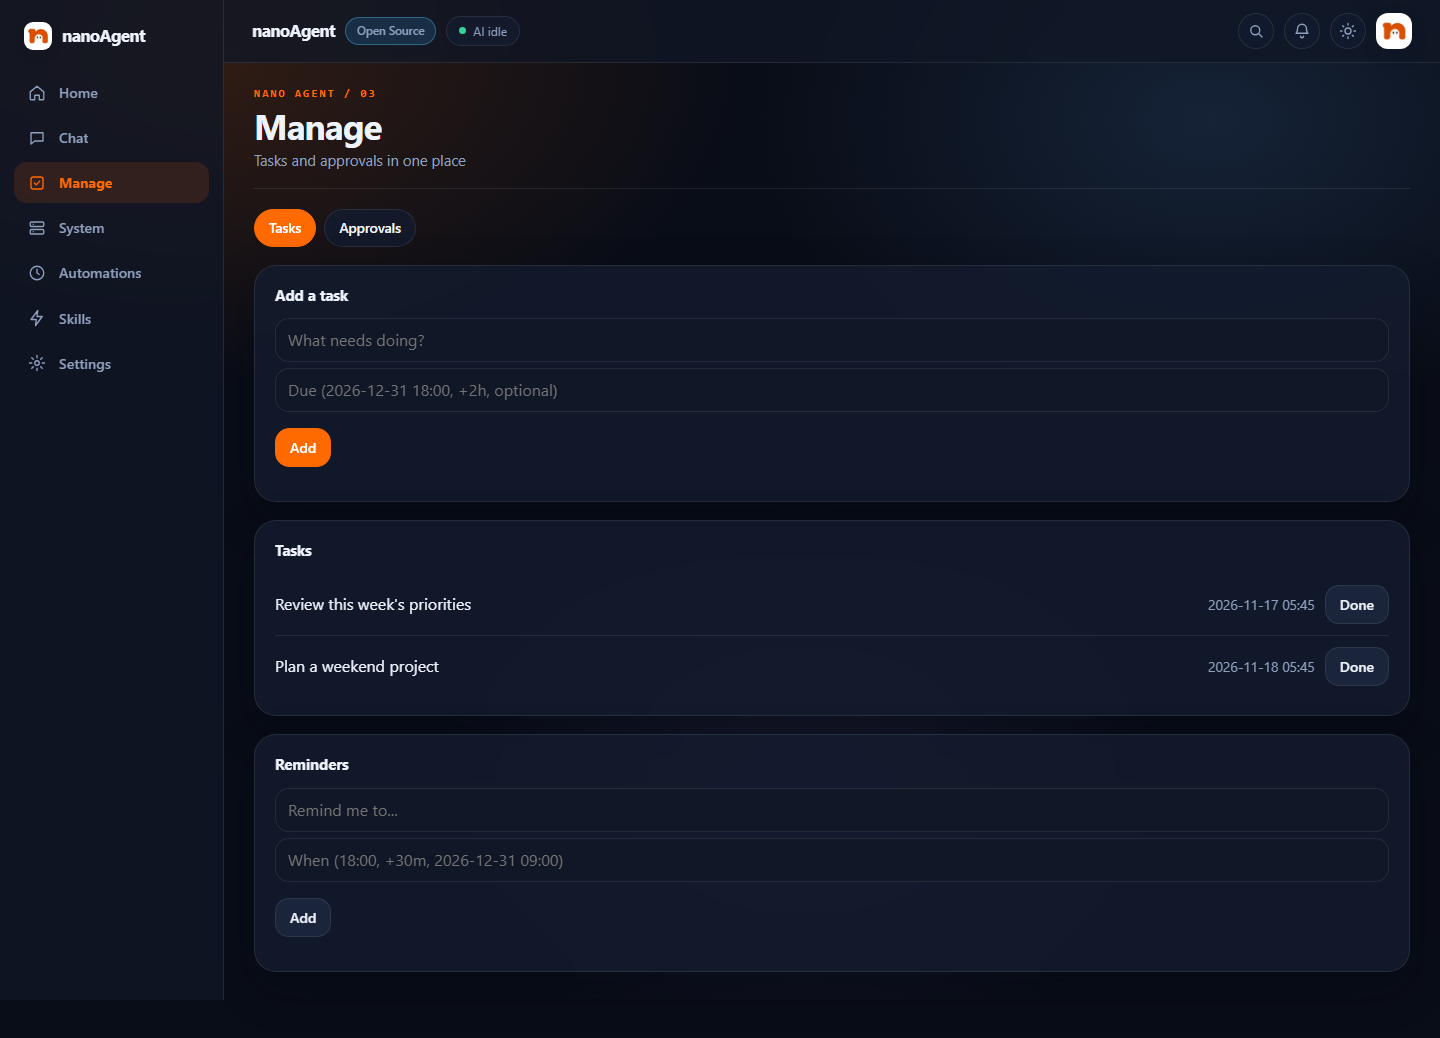 nanoAgent
Home
Chat
Manage
System
Automations
Skills
Settings
nanoAgent Open Source AI idle
NANO AGENT / 03
Manage
Tasks and approvals in one place
Tasks Approvals
Add a task
What needs doing?
Due (2026-12-31 18:00, +2h, optional)
Add
Tasks
Review this week's priorities 2026-11-17 05:45 Done
Plan a weekend project 2026-11-18 05:45 Done
Reminders
Remind me to...
When (18:00, +30m, 2026-12-31 09:00)
Add